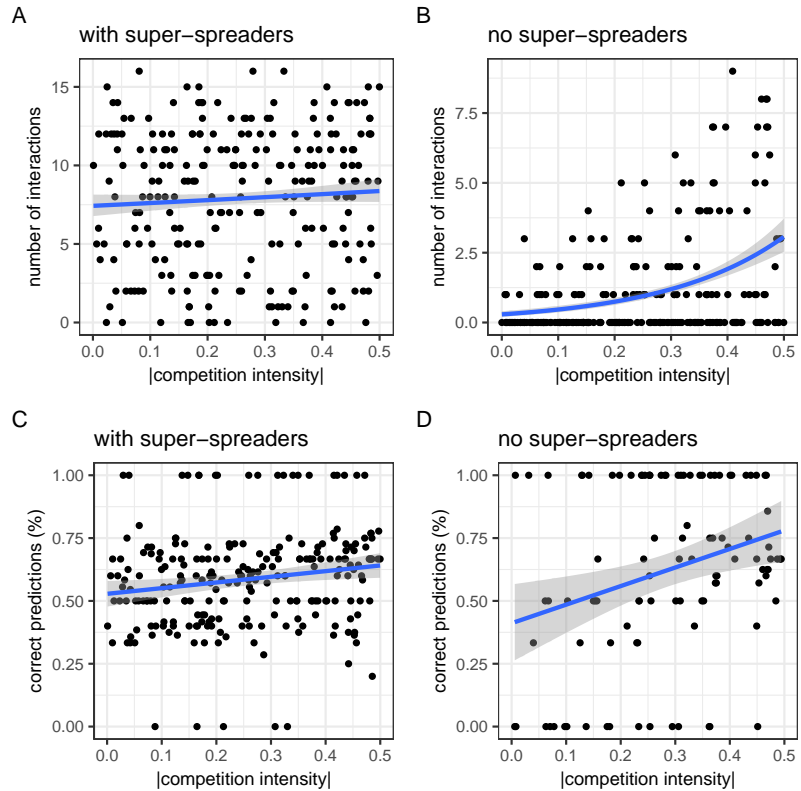 A
with super−spreaders
number of interactions
15
10
5
0
0.0 0.1 0.2 0.3 0.4 0.5
|competition intensity|
B
no super−spreaders
number of interactions
7.5
5.0
2.5
0.0
0.0 0.1 0.2 0.3 0.4 0.5
|competition intensity|
C
with super−spreaders
correct predictions (%)
1.00
0.75
0.50
0.25
0.00
0.0 0.1 0.2 0.3 0.4 0.5
|competition intensity|
D
no super−spreaders
correct predictions (%)
1.00
0.75
0.50
0.25
0.00
0.0 0.1 0.2 0.3 0.4 0.5
|competition intensity|